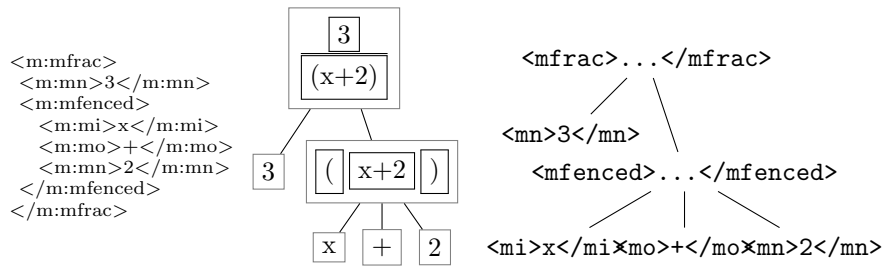 <m:mfrac>
<m:mn>3</m:mn>
<m:mfenced>
<m:mi>x</m:mi>
<m:mo>+</m:mo>
<m:mn>2</m:mn>
</m:mfenced>
</m:mfrac>
3
(x+2)
3
( x+2 )
x + 2
<mfrac>...</mfrac>
<mn>3</mn>
<mfenced>...</mfenced>
<mi>x</mi><mo>+</mo><mn>2</mn>